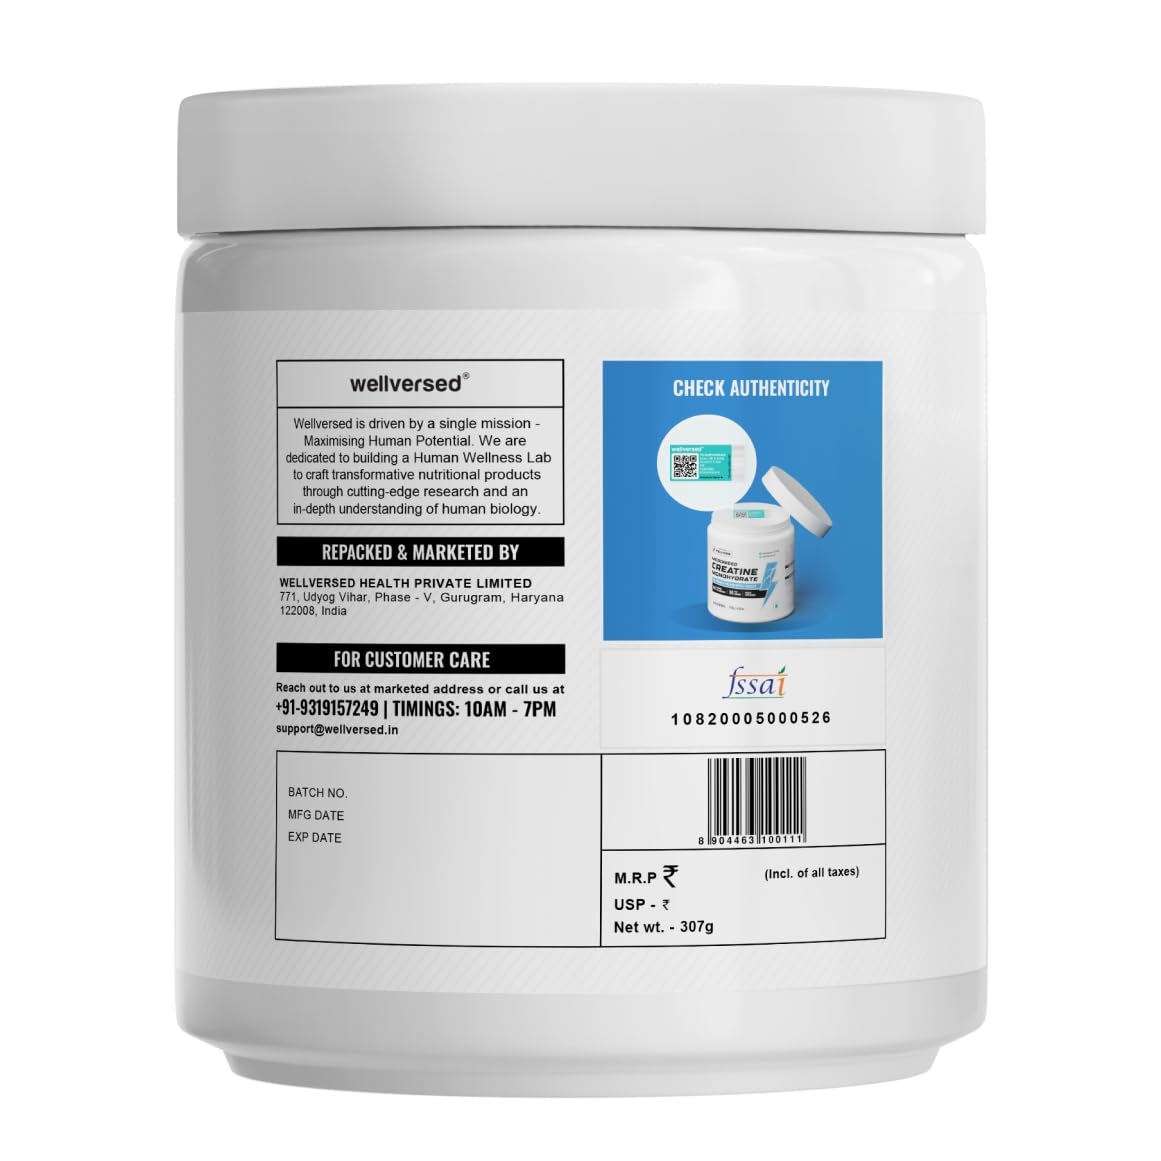 wellversed®
Wellversed is driven by a single mission -
Maximising Human Potential. We are
dedicated to building a Human Wellness Lab
to craft transformative nutritional products
through cutting-edge research and an
in-depth understanding of human biology.
REPACKED & MARKETED BY
WELLVERSED HEALTH PRIVATE LIMITED
771, Udyog Vihar, Phase - V, Gurugram, Haryana
122008, India
FOR CUSTOMER CARE
Reach out to us at marketed address or call us at
+91-9319157249 | TIMINGS: 10AM - 7PM
support@wellversed.in
CHECK AUTHENTICITY
wellversed
CREATINE
MONOHYDRATE
fssai
10820005000526
BATCH NO.
MFG DATE
EXP DATE
8 904463 100111
M.R.P ₹ (Incl. of all taxes)
USP - ₹
Net wt. - 307g